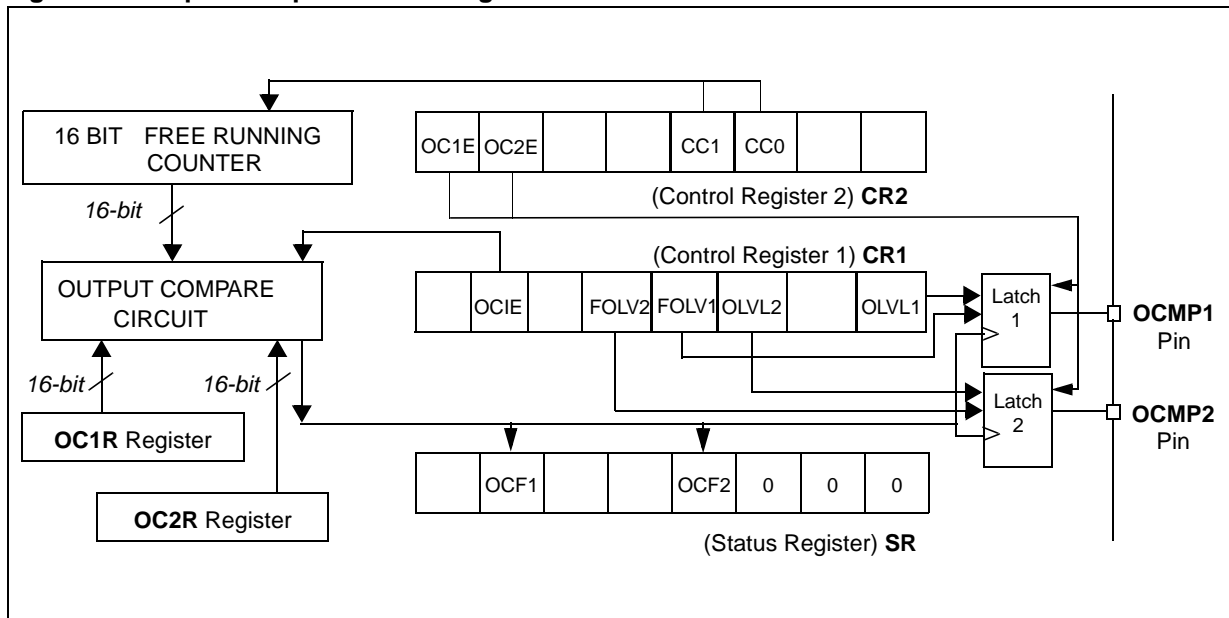 16 BIT FREE RUNNING
COUNTER
OC1E OC2E CC1 CC0
(Control Register 2) CR2
16-bit
(Control Register 1) CR1
OUTPUT COMPARE
CIRCUIT
OCIE FOLV2 FOLV1 OLVL2 OLVL1
Latch
1
OCMP1
Pin
16-bit
16-bit
Latch
2
OCMP2
Pin
OC1R Register
OCF1 OCF2 0 0 0
OC2R Register
(Status Register) SR